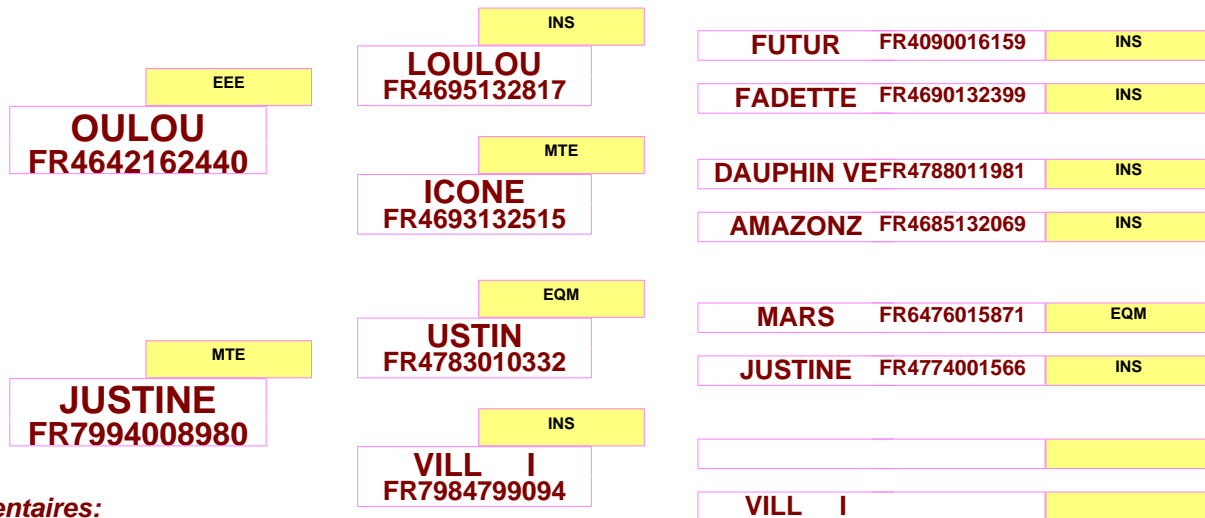 EEE
OULOU
FR4642162440
MTE
JUSTINE
FR7994008980
INS
LOULOU
FR4695132817
MTE
ICONE
FR4693132515
EQM
USTIN
FR4783010332
INS
VILL I
FR7984799094
FUTUR FR4090016159 INS
FADETTE FR4690132399 INS
DAUPHIN VE FR4788011981 INS
AMAZONZ FR4685132069 INS
MARS FR6476015871 EQM
JUSTINE FR4774001566 INS
VILL I
entaires: